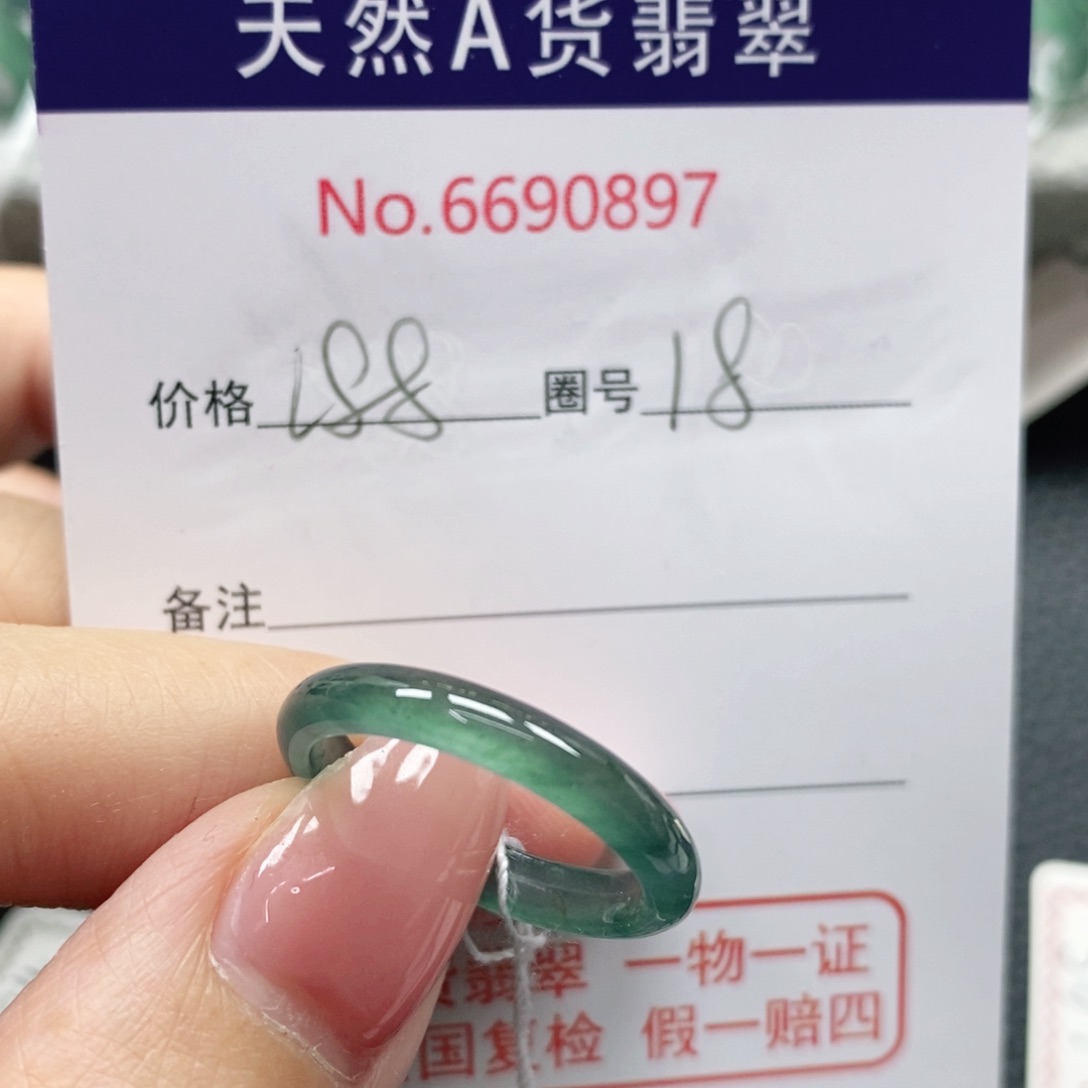 天然A货翡翠
No.6690897
价格 188 圈号 18
备注
货翡翠 一物一证
国复检 假一赔四